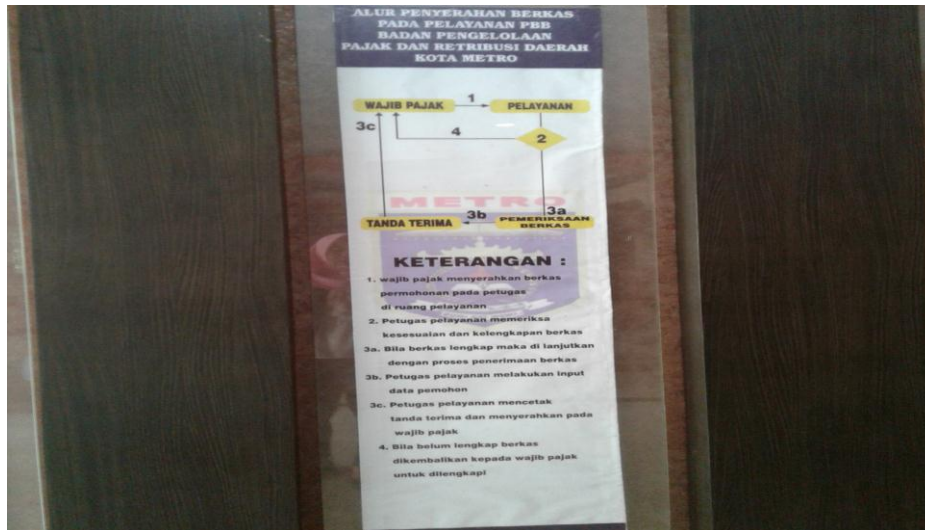 ALUR PENYERAHAN BERKAS
PADA PELAYANAN PBB
BADAN PENGELOLAAN
PAJAK DAN RETRIBUSI DAERAH
KOTA METRO
WAJIB PAJAK
1
PELAYANAN
3c
4
2
METRO
3b
3a
TANDA TERIMA
PEMERIKSAAN
BERKAS
KETERANGAN :
1. wajib pajak menyerahkan berkas
permohonan pada petugas
di ruang pelayanan
2. Petugas pelayanan memeriksa
kesesuaian dan kelengkapan berkas
3a. Bila berkas lengkap maka di lanjutkan
dengan proses penerimaan berkas
3b. Petugas pelayanan melakukan input
data pemohon
3c. Petugas pelayanan mencetak
tanda terima dan menyerahkan pada
wajib pajak
4. Bila belum lengkap berkas
dikembalikan kepada wajib pajak
untuk dilengkapi